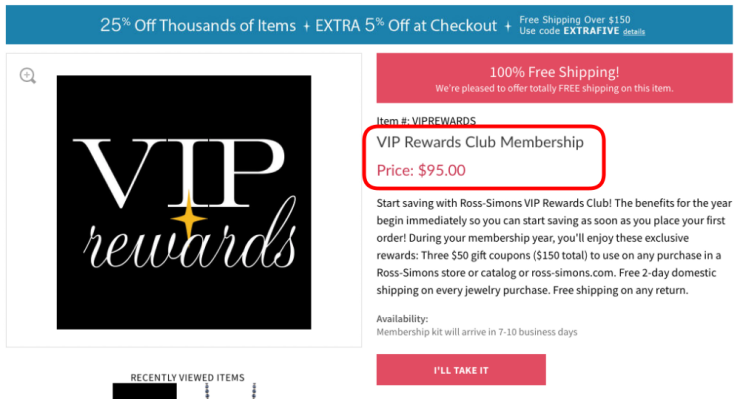 25% Off Thousands of Items + EXTRA 5% Off at Checkout +
Free Shipping Over $150
Use code EXTRAFIVE details
VIP
rewards
100% Free Shipping!
We're pleased to offer totally FREE shipping on this item.
Item #: VIPREWARDS
VIP Rewards Club Membership
Price: $95.00
Start saving with Ross-Simons VIP Rewards Club! The benefits for the year
begin immediately so you can start saving as soon as you place your first
order! During your membership year, you'll enjoy these exclusive
rewards: Three $50 gift coupons ($150 total) to use on any purchase in a
Ross-Simons store or catalog or ross-simons.com. Free 2-day domestic
shipping on every jewelry purchase. Free shipping on any return.
Availability:
Membership kit will arrive in 7-10 business days
I'LL TAKE IT
RECENTLY VIEWED ITEMS